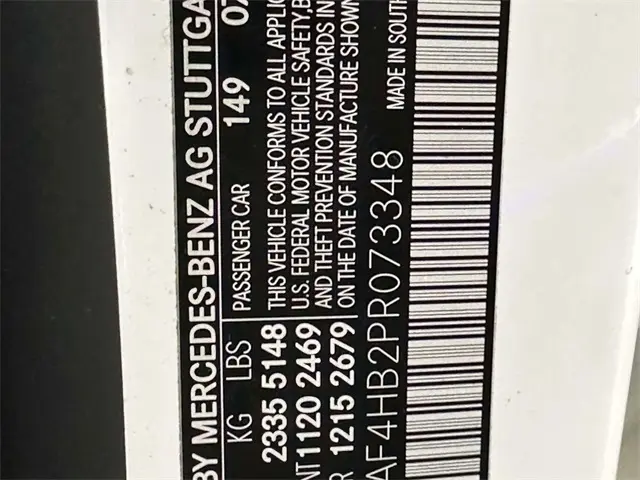 BY MERCEDES-BENZ AG STUTTGA
KG LBS PASSENGER CAR 149 07
2335 5148 THIS VEHICLE CONFORMS TO ALL APPLIC
NT 1120 2469 U.S. FEDERAL MOTOR VEHICLE SAFETY, B
R 1215 2679 AND THEFT PREVENTION STANDARDS IN
ON THE DATE OF MANUFACTURE SHOWN
AF4HB2PR073348 MADE IN SOUTH